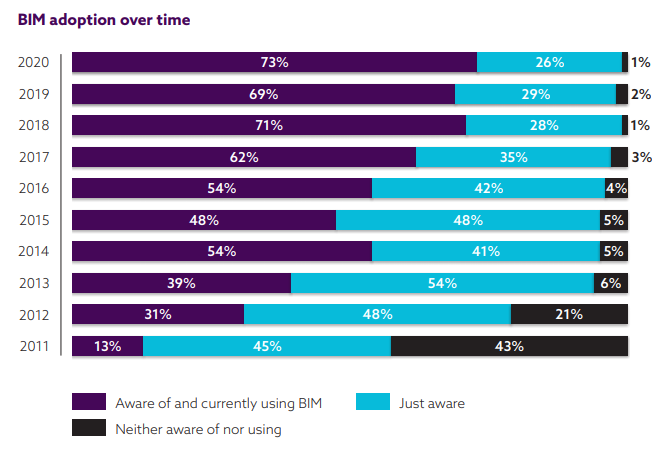 BIM adoption over time
2020 73% 26% 1%
2019 69% 29% 2%
2018 71% 28% 1%
2017 62% 35% 3%
2016 54% 42% 4%
2015 48% 48% 5%
2014 54% 41% 5%
2013 39% 54% 6%
2012 31% 48% 21%
2011 13% 45% 43%
Aware of and currently using BIM Just aware
Neither aware of nor using